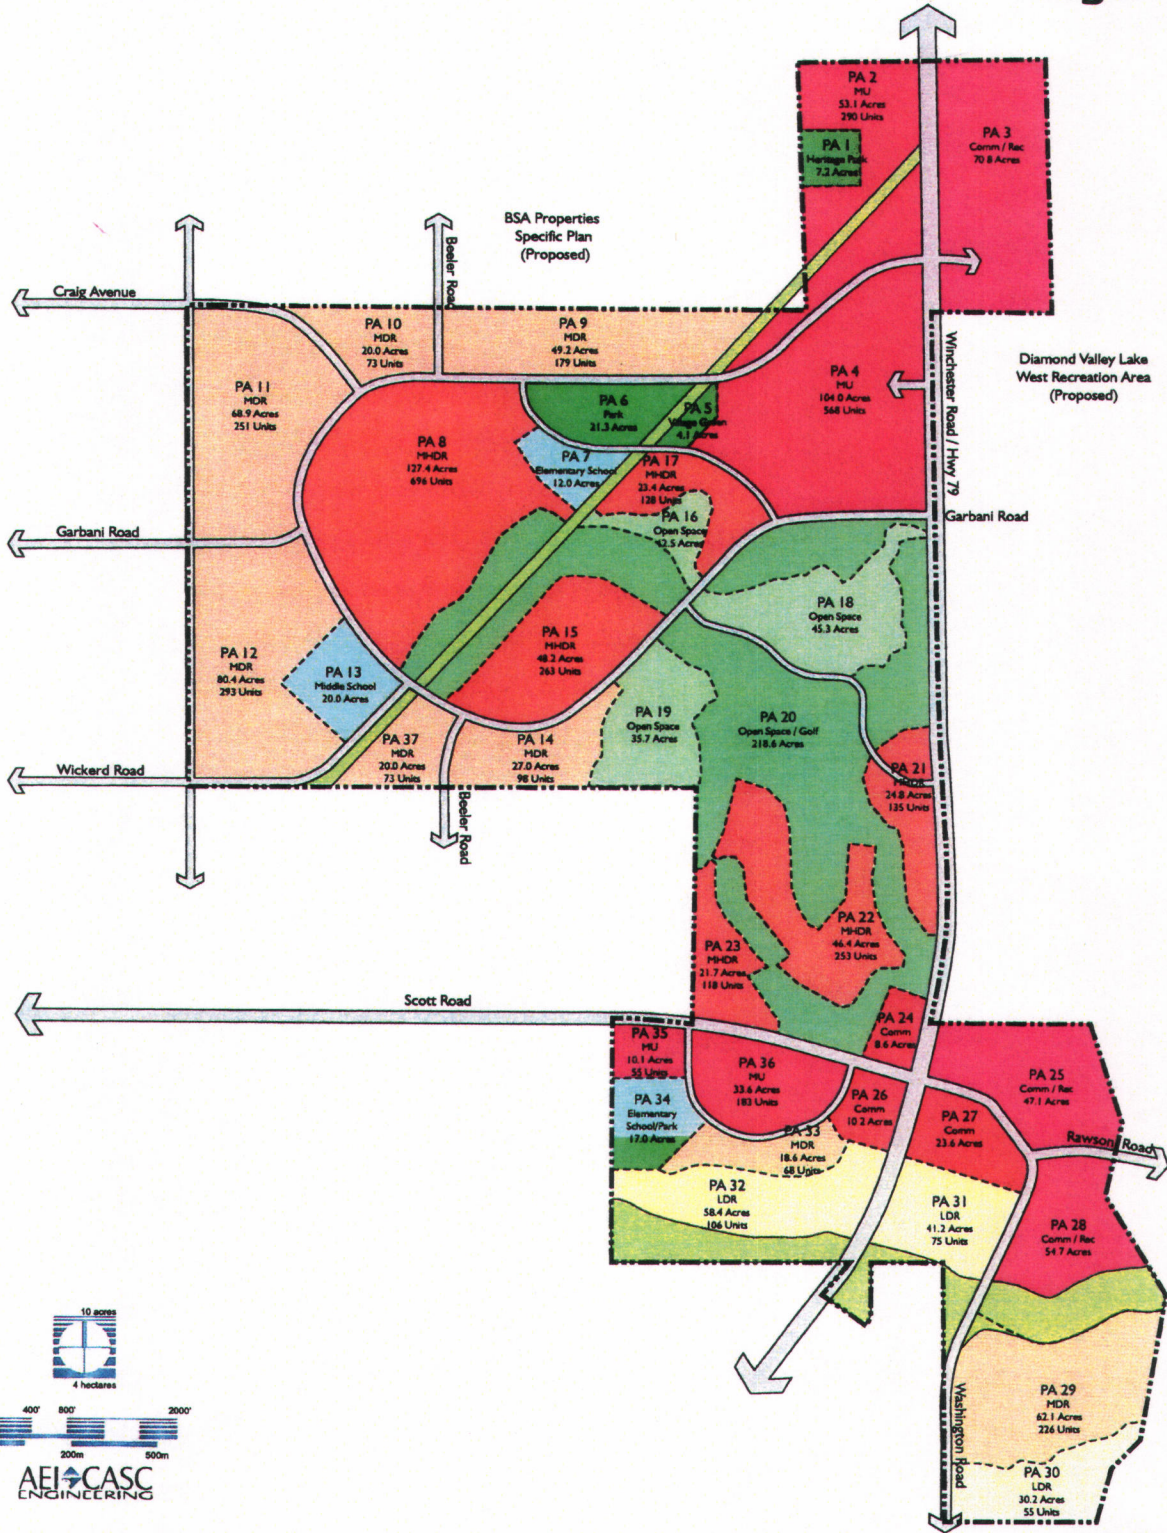 PA 2
MU
53.1 Acres
290 Units
PA 3
Comm / Rec
70.8 Acres
PA 1
Heritage Park
7.2 Acres
BSA Properties
Specific Plan
(Proposed)
Beeler Road
Craig Avenue
PA 10
MDR
20.0 Acres
73 Units
PA 9
MDR
49.2 Acres
179 Units
PA 11
MDR
68.9 Acres
251 Units
PA 4
MU
104.0 Acres
568 Units
Winchester Road / Hwy 79
Diamond Valley Lake
West Recreation Area
(Proposed)
PA 6
Park
21.3 Acres
PA 5
Village Green
4.1 Acres
PA 8
MHDR
127.4 Acres
696 Units
PA 7
Elementary School
12.0 Acres
PA 17
MHDR
23.4 Acres
128 Units
PA 16
Open Space
42.5 Acres
Garbani Road
Garbani Road
PA 18
Open Space
45.3 Acres
PA 15
MHDR
48.2 Acres
263 Units
PA 12
MDR
80.4 Acres
293 Units
PA 13
Middle School
20.0 Acres
PA 19
Open Space
35.7 Acres
PA 20
Open Space / Golf
218.6 Acres
PA 37
MDR
20.0 Acres
73 Units
PA 14
MDR
27.0 Acres
98 Units
Wickerd Road
Beeler Road
PA 21
MHDR
24.8 Acres
135 Units
PA 22
MHDR
46.4 Acres
253 Units
PA 23
MHDR
21.7 Acres
118 Units
Scott Road
PA 24
Comm
8.6 Acres
PA 35
MU
10.1 Acres
55 Units
PA 36
MU
33.6 Acres
183 Units
PA 25
Comm / Rec
47.1 Acres
PA 34
Elementary
School/Park
17.0 Acres
PA 26
Comm
10.2 Acres
PA 27
Comm
23.6 Acres
Rawson Road
PA 33
MDR
18.6 Acres
68 Units
PA 32
LDR
58.4 Acres
106 Units
PA 31
LDR
41.2 Acres
75 Units
PA 28
Comm / Rec
54.7 Acres
10 acres
4 hectares
PA 29
MDR
62.1 Acres
226 Units
Washington Road
400' 800' 2000'
200m 500m
PA 30
LDR
30.2 Acres
55 Units
AEI CASC
ENGINEERING